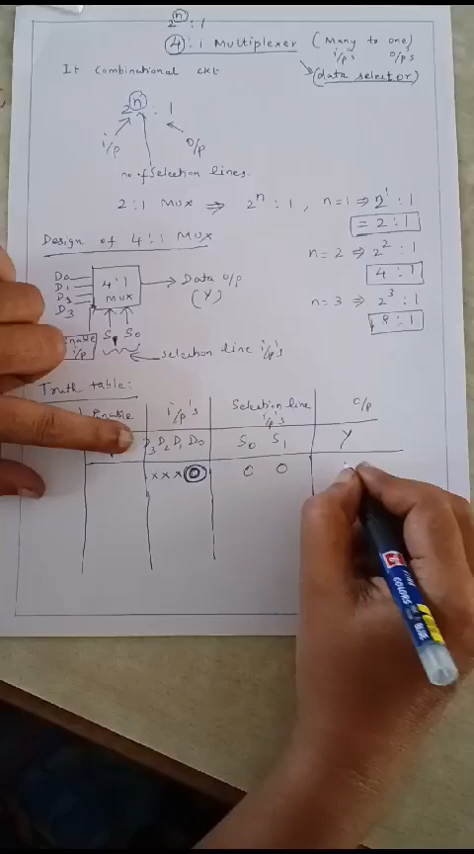 2ⁿ : 1
4 : 1 Multiplexer (Many to one)
i/p's o/p's
It combinational ckt (data selector)
2ⁿ : 1
i/p o/p
no of Selection lines
2 : 1 MUX ⇒ 2ⁿ : 1 , n = 1 ⇒ 2¹ : 1
= 2 : 1
Design of 4 : 1 MUX
n = 2 ⇒ 2² : 1
4 : 1
D0
D1
D2
D3
4 : 1
MUX
Data o/p
(Y)
n = 3 ⇒ 2³ : 1
8 : 1
i/p
S1 S0
Selection line i/p's
Truth table:
Enable i/p's Selection line i/p's o/p
D3 D2 D1 D0 S0 S1 Y
x x x 0 0 0
COLORS